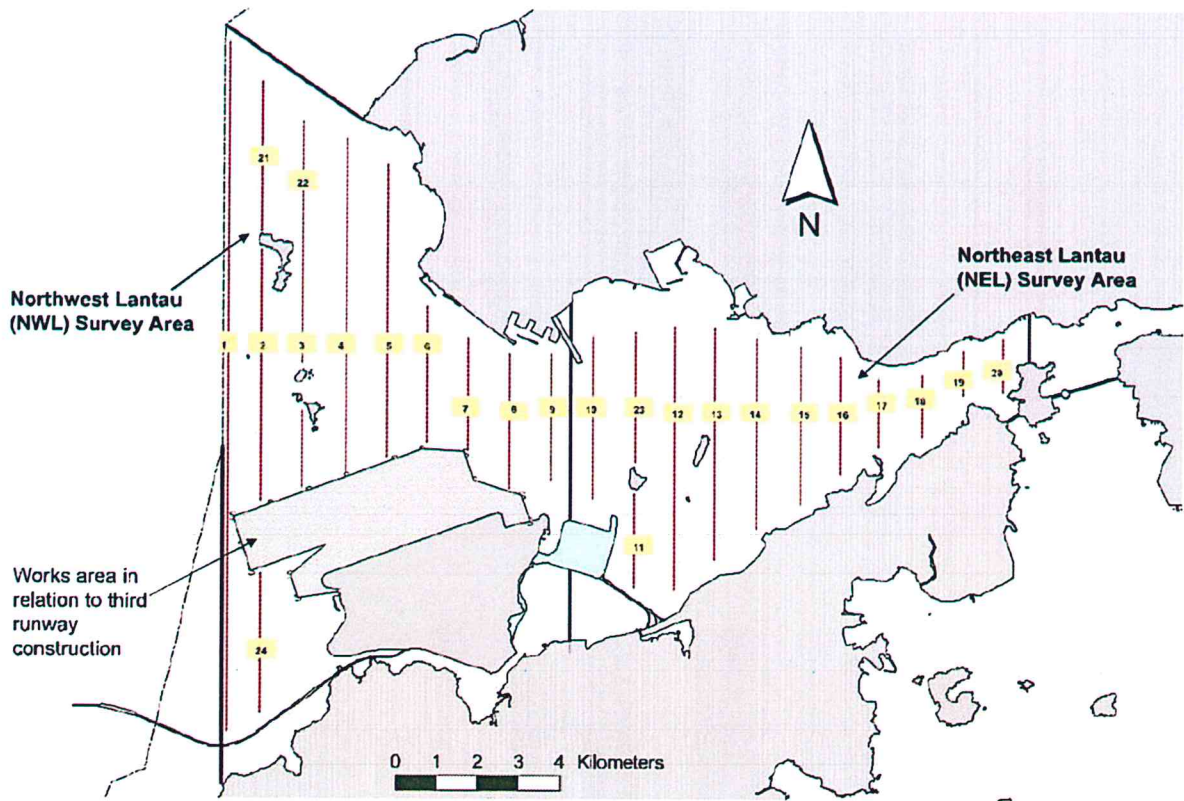 21
22
N
Northwest Lantau
(NWL) Survey Area
Northeast Lantau
(NEL) Survey Area
1 2 3 4 5 6
7 8 9 10 23 12 13 14 15 16 17 18 19 20
11
Works area in
relation to third
runway
construction
24
0 1 2 3 4 Kilometers